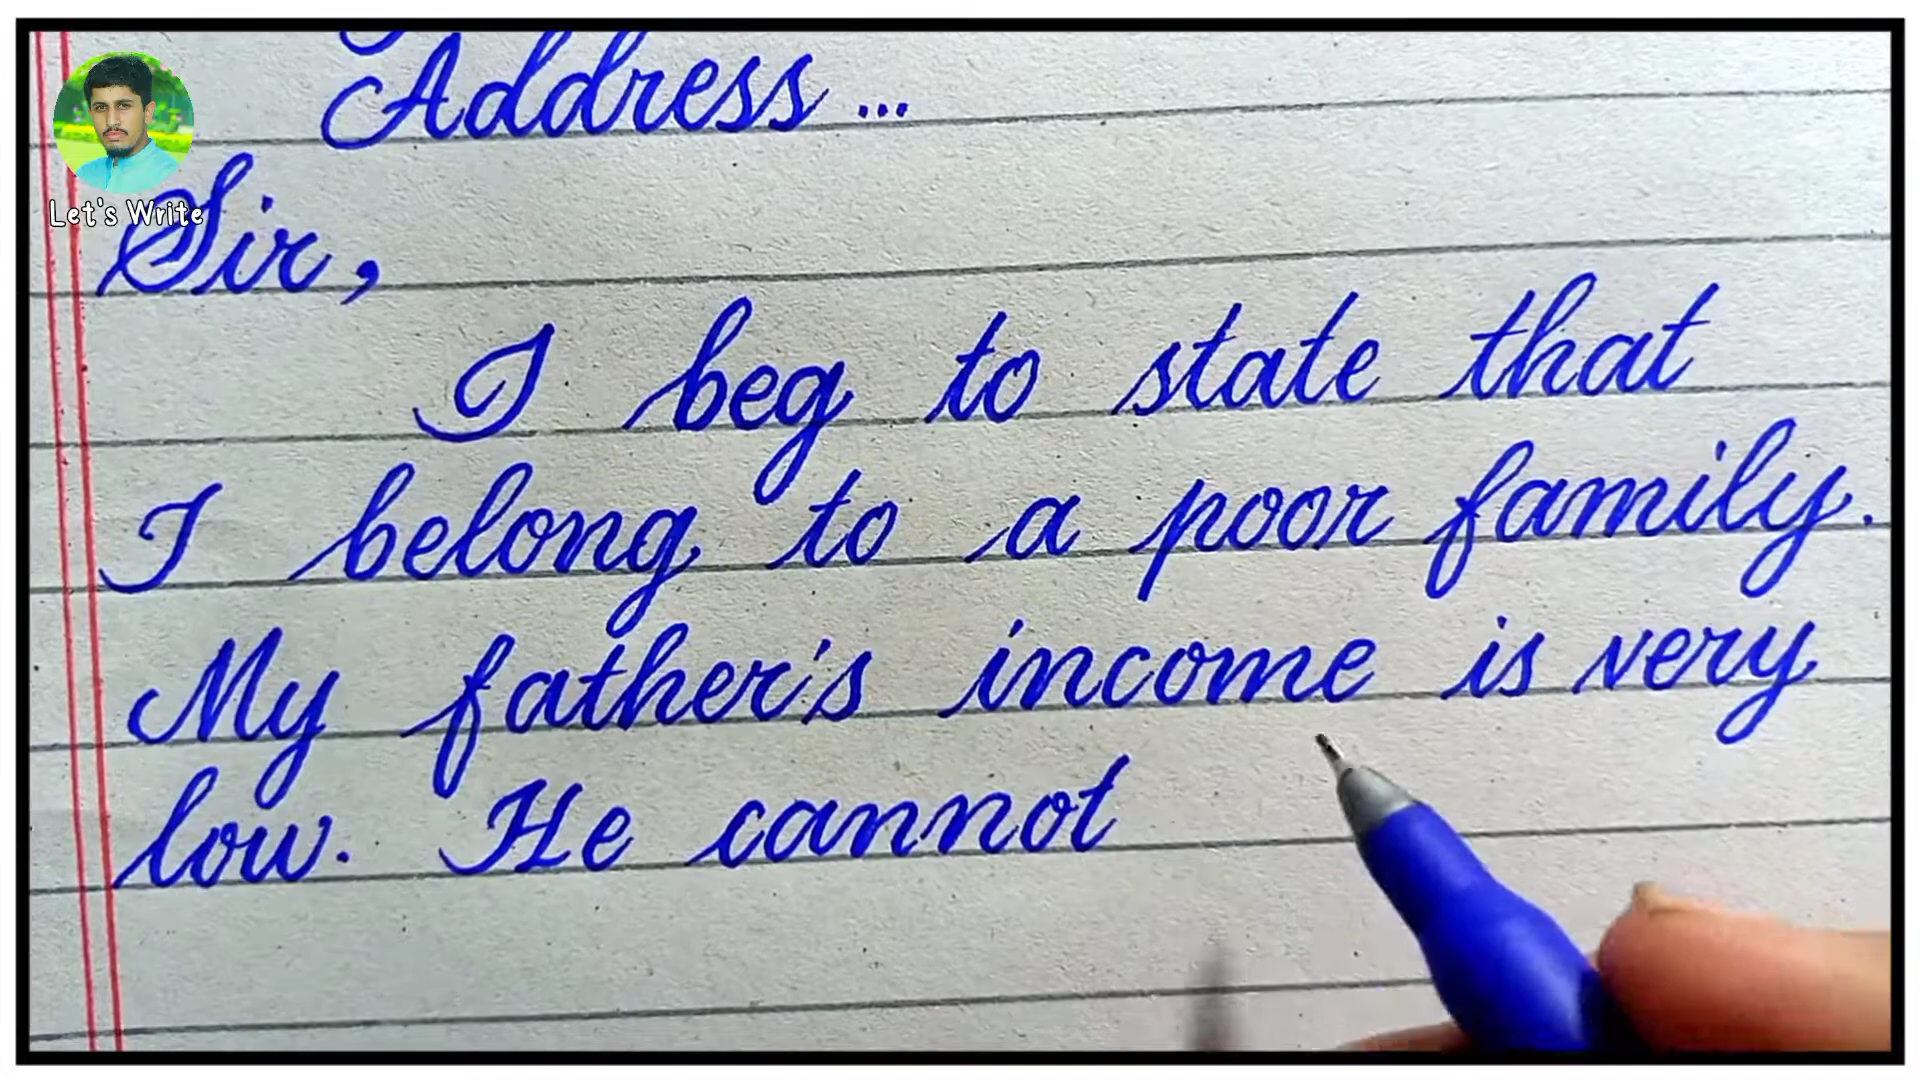 Address...
Let's Write
Sir,
I beg to state that
I belong to a poor family.
My father's income is very
low. He cannot